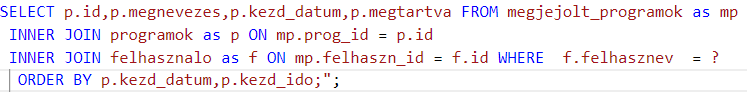 SELECT p.id,p.megnevezes,p.kezd_datum,p.megtartva FROM megjejolt_programok as mp
INNER JOIN programok as p ON mp.prog_id = p.id
INNER JOIN felhasznalo as f ON mp.felhaszn_id = f.id WHERE  f.felhasznev  = ?
ORDER BY p.kezd_datum,p.kezd_ido;";